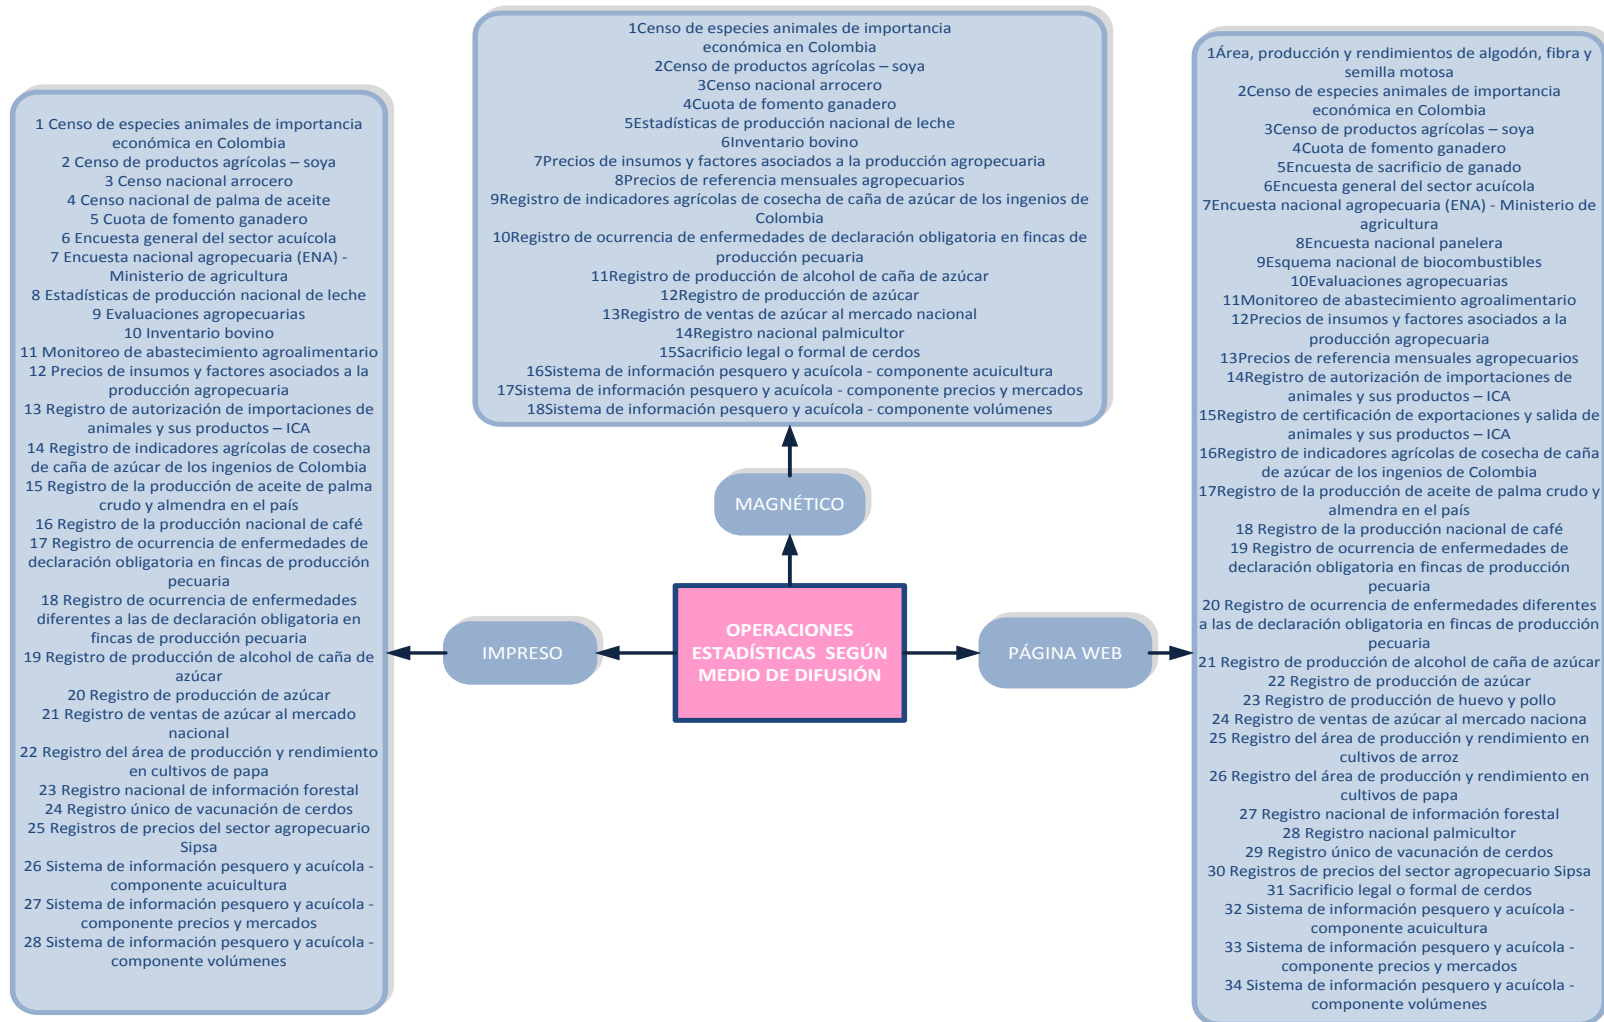 1Censo de especies animales de importancia
económica en Colombia
2Censo de productos agrícolas – soya
3Censo nacional arrocero
4Cuota de fomento ganadero
5Estadísticas de producción nacional de leche
6Inventario bovino
7Precios de insumos y factores asociados a la producción agropecuaria
8Precios de referencia mensuales agropecuarios
9Registro de indicadores agrícolas de cosecha de caña de azúcar de los ingenios de
Colombia
10Registro de ocurrencia de enfermedades de declaración obligatoria en fincas de
producción pecuaria
11Registro de producción de alcohol de caña de azúcar
12Registro de producción de azúcar
13Registro de ventas de azúcar al mercado nacional
14Registro nacional palmicultor
15Sacrificio legal o formal de cerdos
16Sistema de información pesquero y acuícola - componente acuicultura
17Sistema de información pesquero y acuícola - componente precios y mercados
18Sistema de información pesquero y acuícola - componente volúmenes
MAGNÉTICO
1 Censo de especies animales de importancia
económica en Colombia
2 Censo de productos agrícolas – soya
3 Censo nacional arrocero
4 Censo nacional de palma de aceite
5 Cuota de fomento ganadero
6 Encuesta general del sector acuícola
7 Encuesta nacional agropecuaria (ENA) -
Ministerio de agricultura
8 Estadísticas de producción nacional de leche
9 Evaluaciones agropecuarias
10 Inventario bovino
11 Monitoreo de abastecimiento agroalimentario
12 Precios de insumos y factores asociados a la
producción agropecuaria
13 Registro de autorización de importaciones de
animales y sus productos – ICA
14 Registro de indicadores agrícolas de cosecha
de caña de azúcar de los ingenios de Colombia
15 Registro de la producción de aceite de palma
crudo y almendra en el país
16 Registro de la producción nacional de café
17 Registro de ocurrencia de enfermedades de
declaración obligatoria en fincas de producción
pecuaria
18 Registro de ocurrencia de enfermedades
diferentes a las de declaración obligatoria en
fincas de producción pecuaria
19 Registro de producción de alcohol de caña de
azúcar
20 Registro de producción de azúcar
21 Registro de ventas de azúcar al mercado
nacional
22 Registro del área de producción y rendimiento
en cultivos de papa
23 Registro nacional de información forestal
24 Registro único de vacunación de cerdos
25 Registros de precios del sector agropecuario
Sipsa
26 Sistema de información pesquero y acuícola -
componente acuicultura
27 Sistema de información pesquero y acuícola -
componente precios y mercados
28 Sistema de información pesquero y acuícola -
componente volúmenes
IMPRESO
OPERACIONES
ESTADÍSTICAS SEGÚN
MEDIO DE DIFUSIÓN
PÁGINA WEB
1Área, producción y rendimientos de algodón, fibra y
semilla motosa
2Censo de especies animales de importancia
económica en Colombia
3Censo de productos agrícolas – soya
4Cuota de fomento ganadero
5Encuesta de sacrificio de ganado
6Encuesta general del sector acuícola
7Encuesta nacional agropecuaria (ENA) - Ministerio de
agricultura
8Encuesta nacional panelera
9Esquema nacional de biocombustibles
10Evaluaciones agropecuarias
11Monitoreo de abastecimiento agroalimentario
12Precios de insumos y factores asociados a la
producción agropecuaria
13Precios de referencia mensuales agropecuarios
14Registro de autorización de importaciones de
animales y sus productos – ICA
15Registro de certificación de exportaciones y salida de
animales y sus productos – ICA
16Registro de indicadores agrícolas de cosecha de caña
de azúcar de los ingenios de Colombia
17Registro de la producción de aceite de palma crudo y
almendra en el país
18 Registro de la producción nacional de café
19 Registro de ocurrencia de enfermedades de
declaración obligatoria en fincas de producción
pecuaria
20 Registro de ocurrencia de enfermedades diferentes
a las de declaración obligatoria en fincas de producción
pecuaria
21 Registro de producción de alcohol de caña de azúcar
22 Registro de producción de azúcar
23 Registro de producción de huevo y pollo
24 Registro de ventas de azúcar al mercado naciona
25 Registro del área de producción y rendimiento en
cultivos de arroz
26 Registro del área de producción y rendimiento en
cultivos de papa
27 Registro nacional de información forestal
28 Registro nacional palmicultor
29 Registro único de vacunación de cerdos
30 Registros de precios del sector agropecuario Sipsa
31 Sacrificio legal o formal de cerdos
32 Sistema de información pesquero y acuícola -
componente acuicultura
33 Sistema de información pesquero y acuícola -
componente precios y mercados
34 Sistema de información pesquero y acuícola -
componente volúmenes